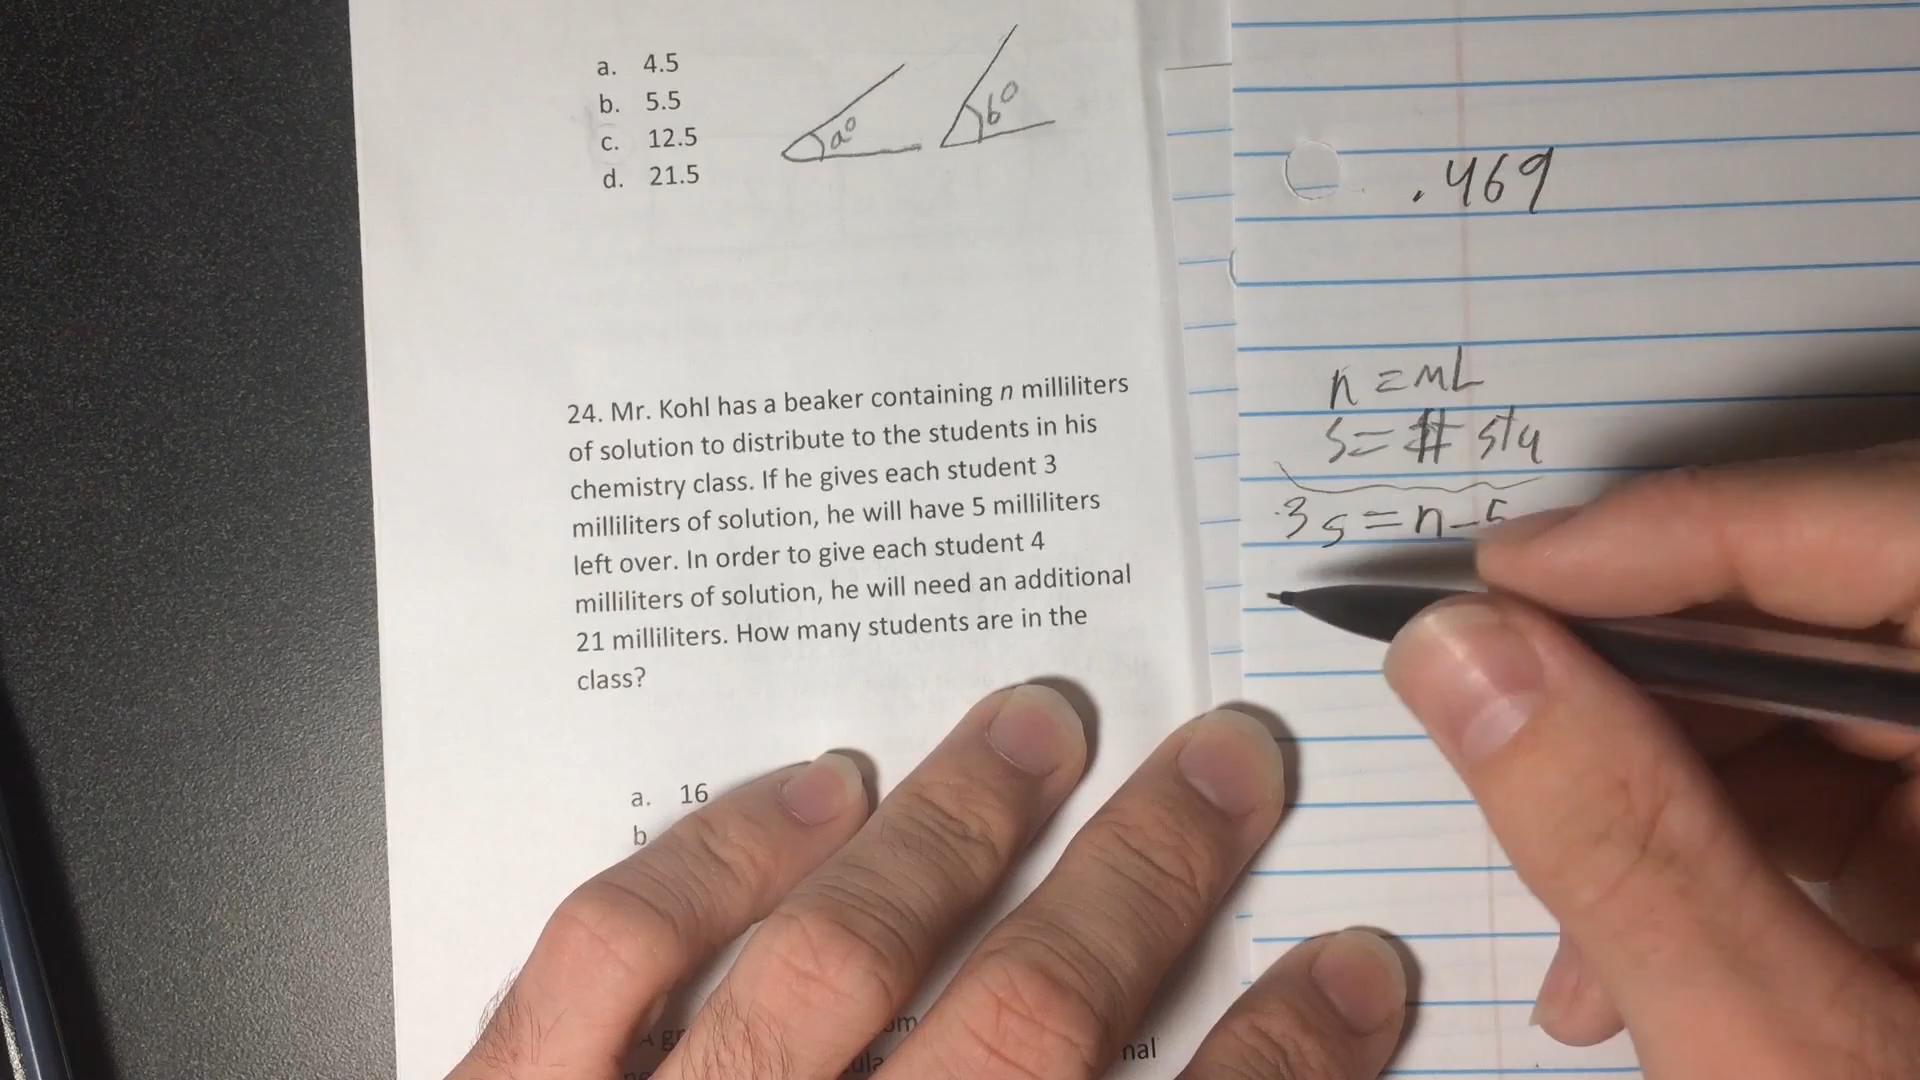 a. 4.5
b. 5.5
c. 12.5
d. 21.5
a°
b°
.469
24. Mr. Kohl has a beaker containing n milliliters
of solution to distribute to the students in his
chemistry class. If he gives each student 3
milliliters of solution, he will have 5 milliliters
left over. In order to give each student 4
milliliters of solution, he will need an additional
21 milliliters. How many students are in the
class?
n = mL
s = # stu
3s = n - 5
a. 16
b
nal